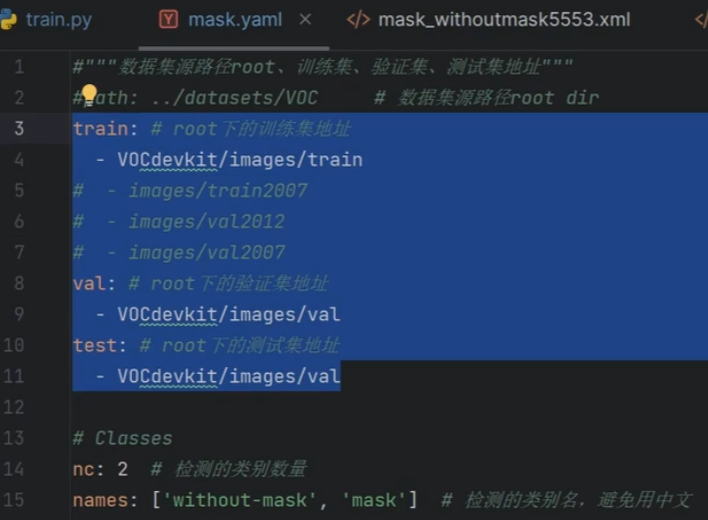 train.py mask.yaml × </> mask_withoutmask5553.xml </>
1 #"""数据集源路径root、训练集、验证集、测试集地址"""
2 #path: ../datasets/VOC # 数据集源路径root dir
3 train: # root下的训练集地址
4 - VOCdevkit/images/train
5 # - images/train2007
6 # - images/val2012
7 # - images/val2007
8 val: # root下的验证集地址
9 - VOCdevkit/images/val
10 test: # root下的测试集地址
11 - VOCdevkit/images/val
12
13 # Classes
14 nc: 2 # 检测的类别数量
15 names: ['without-mask', 'mask'] # 检测的类别名，避免用中文